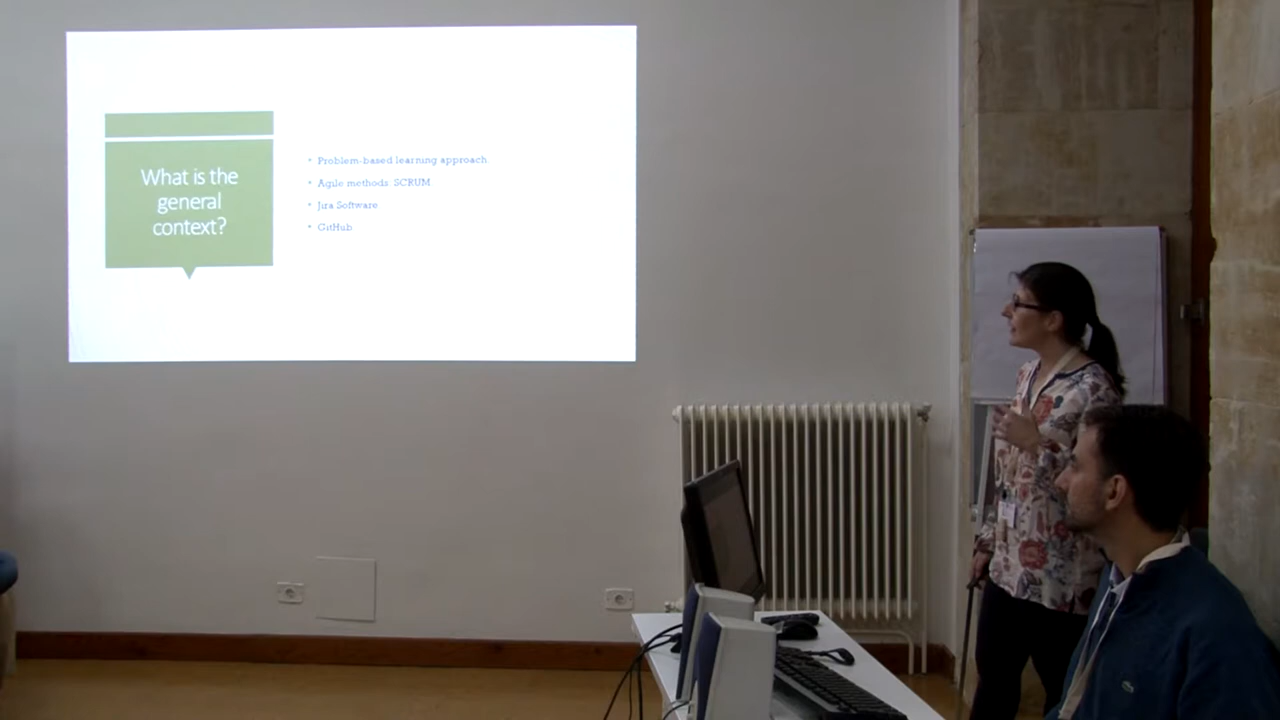 What is the
general
context?
• Problem-based learning approach
• Agile methods SCRUM
• Jira Software
• GitHub